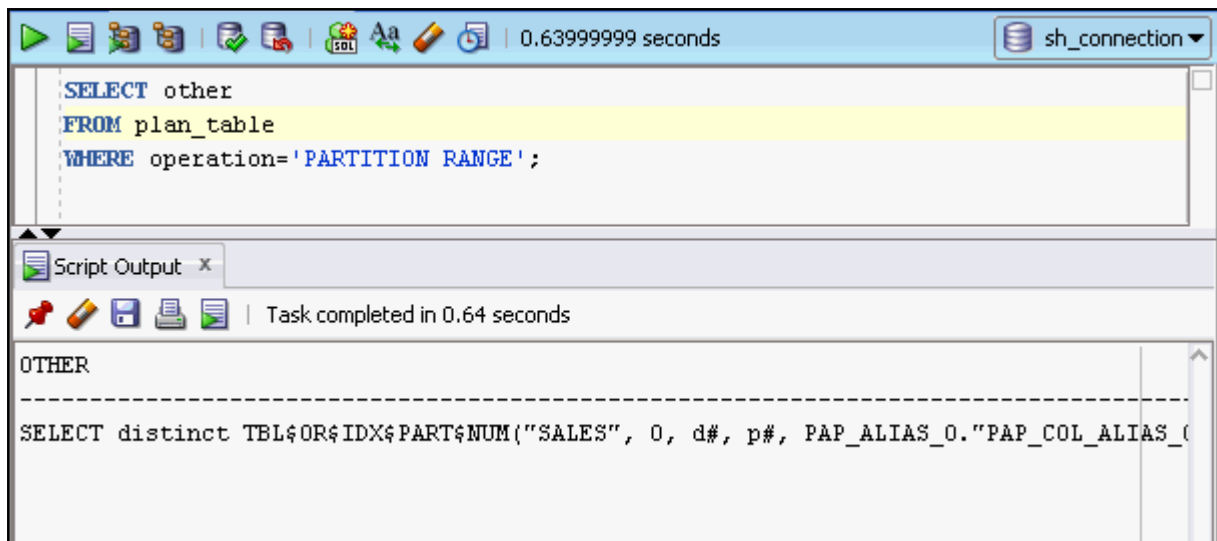 0.63999999 seconds
sh_connection
SELECT other
FROM plan_table
WHERE operation='PARTITION RANGE';
Script Output
Task completed in 0.64 seconds
OTHER
--------------------------------------------------------------------------------
SELECT distinct TBL$OR$IDX$PART$NUM("SALES", 0, d#, p#, PAP_ALIAS_0."PAP_COL_ALIAS_